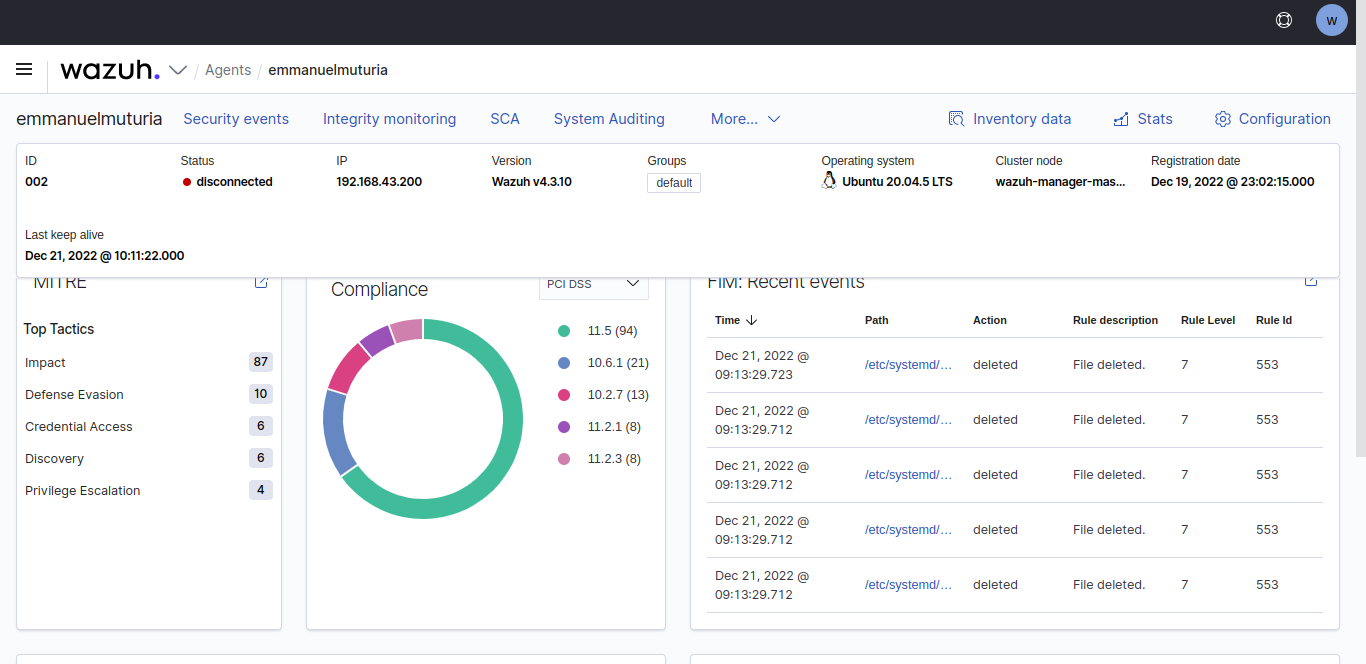 W
wazuh. / Agents / emmanuelmuturia
emmanuelmuturia Security events Integrity monitoring SCA System Auditing More... Inventory data Stats Configuration
ID Status IP Version Groups Operating system Cluster node Registration date
002 disconnected 192.168.43.200 Wazuh v4.3.10 default Ubuntu 20.04.5 LTS wazuh-manager-mas... Dec 19, 2022 @ 23:02:15.000
Last keep alive
Dec 21, 2022 @ 10:11:22.000
MITRE
Top Tactics
Impact 87
Defense Evasion 10
Credential Access 6
Discovery 6
Privilege Escalation 4
Compliance PCI DSS
11.5 (94)
10.6.1 (21)
10.2.7 (13)
11.2.1 (8)
11.2.3 (8)
FIM: Recent events
Time Path Action Rule description Rule Level Rule Id
Dec 21, 2022 @
09:13:29.723 /etc/systemd/... deleted File deleted. 7 553
Dec 21, 2022 @
09:13:29.712 /etc/systemd/... deleted File deleted. 7 553
Dec 21, 2022 @
09:13:29.712 /etc/systemd/... deleted File deleted. 7 553
Dec 21, 2022 @
09:13:29.712 /etc/systemd/... deleted File deleted. 7 553
Dec 21, 2022 @
09:13:29.712 /etc/systemd/... deleted File deleted. 7 553